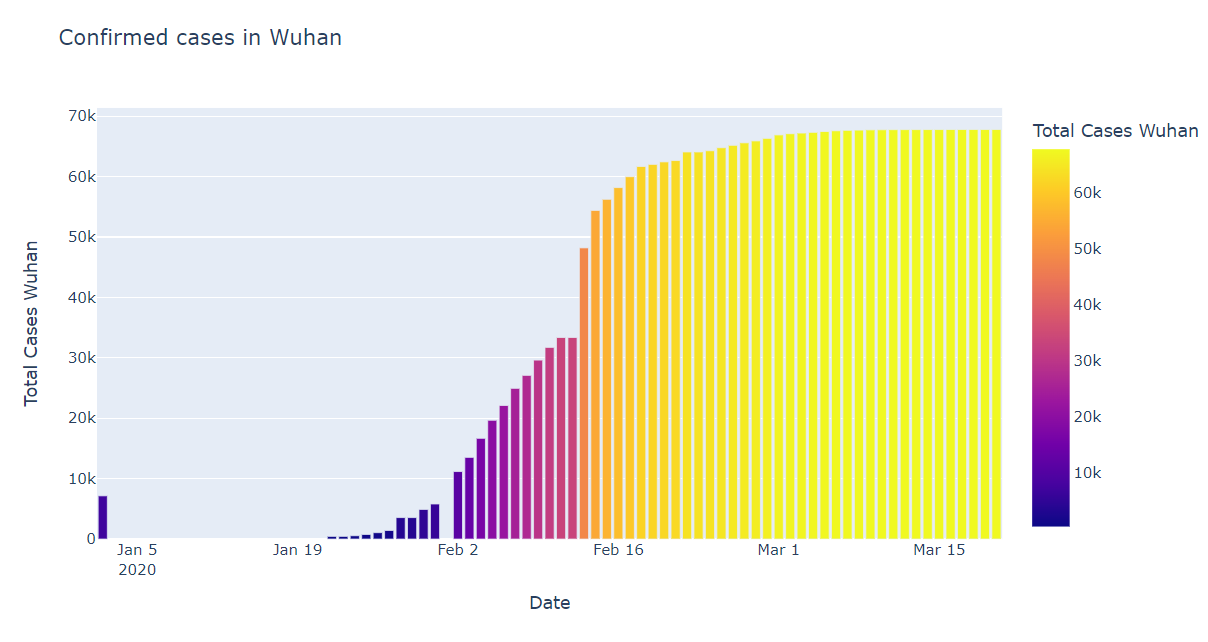 Confirmed cases in Wuhan
Total Cases Wuhan
70k
60k
50k
40k
30k
20k
10k
0
Jan 5
2020
Jan 19
Feb 2
Feb 16
Mar 1
Mar 15
Date
Total Cases Wuhan
60k
50k
40k
30k
20k
10k